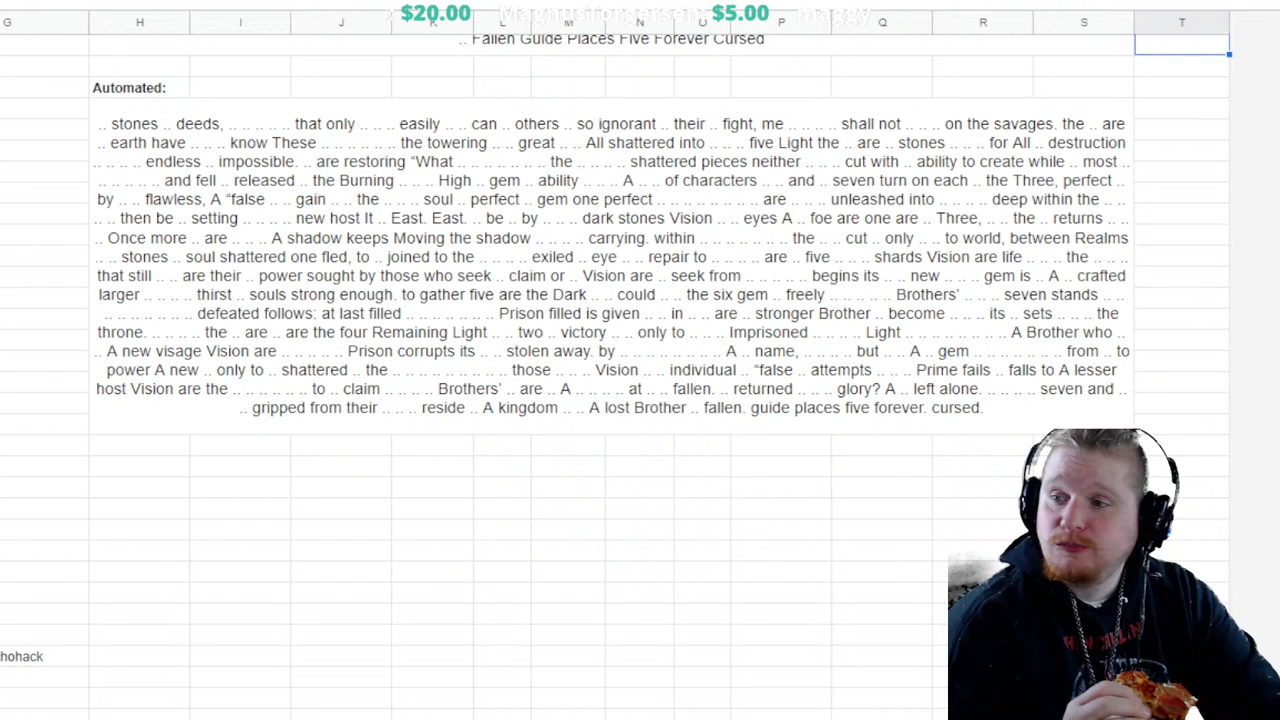 $20.00 MagnusTorgersen: $5.00 maggy
G H I J K L M N O P Q R S T
.. Fallen Guide Places Five Forever Cursed
Automated:
.. stones .. deeds, .. .. .. .. that only .. .. .. easily .. can .. others .. so ignorant .. their .. fight, me .. .. .. .. shall not .. .. .. on the savages. the .. are
.. earth have .. .. .. know These .. .. .. .. .. the towering .. great .. .. All shattered into .. .. .. five Light the .. are .. stones .. .. .. for All .. destruction
.. .. .. .. endless .. impossible. .. are restoring “What .. .. .. .. .. .. .. the .. .. .. .. shattered pieces neither .. .. cut with .. ability to create while .. most ..
.. .. .. .. .. and fell .. released .. the Burning .. .. .. High .. gem .. ability .. .. .. A .. .. of characters .. .. and .. seven turn on each .. the Three, perfect ..
by .. .. flawless, A “false .. .. gain .. .. the .. .. .. soul .. perfect .. gem one perfect .. .. .. .. .. .. .. are .. .. unleashed into .. .. .. .. deep within the ..
.. .. then be .. setting .. .. .. new host It .. East. East. .. be .. by .. .. .. dark stones Vision .. .. eyes A .. foe are one are .. Three, .. .. the .. returns ..
.. Once more .. are .. .. .. A shadow keeps Moving the shadow .. .. .. .. carrying. within .. .. .. .. .. .. .. the .. .. cut .. only .. .. to world, between Realms
.. .. stones .. soul shattered one fled, to .. joined to the .. .. .. .. exiled .. eye .. .. repair to .. .. .. .. are .. five .. .. shards Vision are life .. .. .. the .. ..
that still .. .. are their .. power sought by those who seek .. claim or .. Vision are .. seek from .. .. .. .. .. begins its .. .. new .. .. gem is .. A .. crafted
larger .. .. .. .. thirst .. souls strong enough. to gather five are the Dark .. .. could .. .. the six gem .. freely .. .. .. .. .. Brothers’ .. .. .. seven stands .. ..
.. .. .. .. .. .. .. defeated follows: at last filled .. .. .. .. .. .. Prison filled is given .. .. in .. .. are .. stronger Brother .. become .. .. its .. sets .. .. .. the
throne. .. .. .. .. the .. are .. are the four Remaining Light .. .. two .. victory .. .. only to .. .. Imprisoned .. .. .. Light .. .. .. .. .. .. .. A Brother who ..
.. A new visage Vision are .. .. .. .. .. Prison corrupts its .. .. stolen away. by .. .. .. .. .. .. .. .. A .. name, .. .. .. .. but .. A .. gem .. .. .. .. .. .. .. from .. to
power A new .. only to .. shattered .. the .. .. .. .. .. .. those .. .. Vision .. individual .. “false .. attempts .. .. .. Prime fails .. falls to A lesser
host Vision are the .. .. .. .. .. to .. claim .. .. .. Brothers’ .. are .. A .. .. .. .. at .. fallen. .. returned .. .. glory? A .. left alone. .. .. .. .. seven and ..
.. gripped from their .. .. .. reside .. A kingdom .. .. A lost Brother .. fallen. guide places five forever. cursed.
hohack